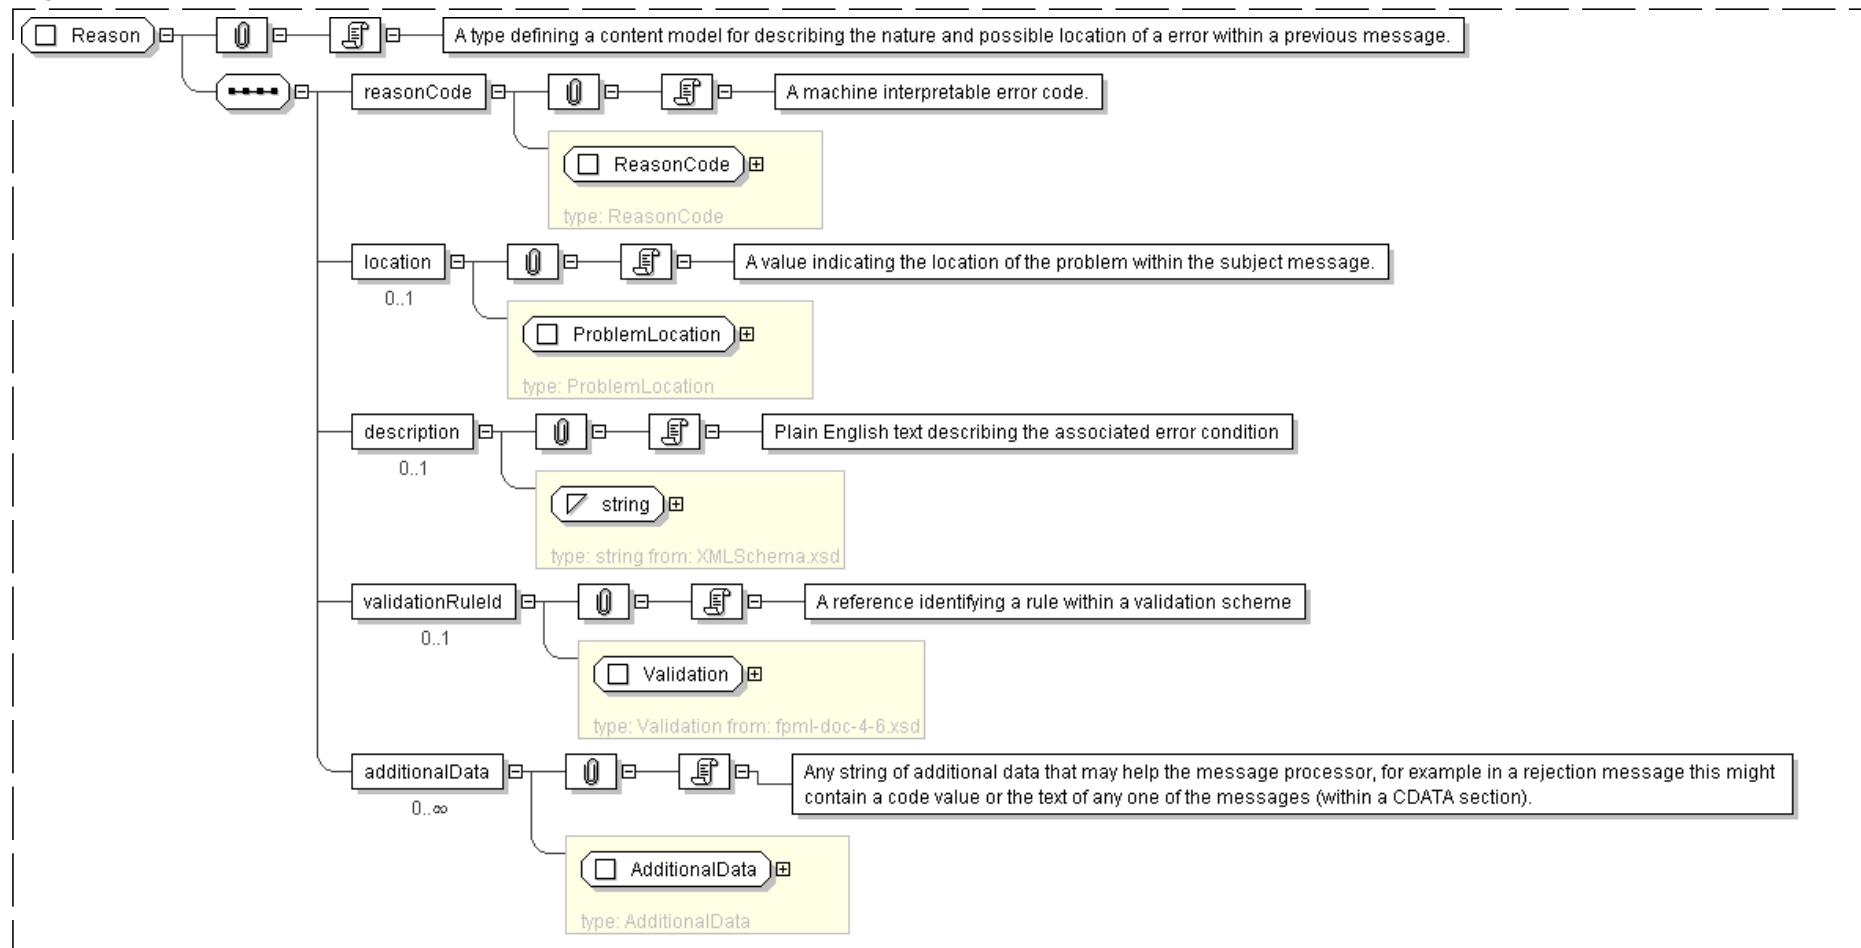 Reason
A type defining a content model for describing the nature and possible location of a error within a previous message.
reasonCode
A machine interpretable error code.
ReasonCode
type: ReasonCode
location
A value indicating the location of the problem within the subject message.
0..1
ProblemLocation
type: ProblemLocation
description
Plain English text describing the associated error condition
0..1
string
type: string from: XMLSchema.xsd
validationRuleId
A reference identifying a rule within a validation scheme
0..1
Validation
type: Validation from: fpml-doc-4-6.xsd
additionalData
Any string of additional data that may help the message processor, for example in a rejection message this might
contain a code value or the text of any one of the messages (within a CDATA section).
0..∞
AdditionalData
type: AdditionalData